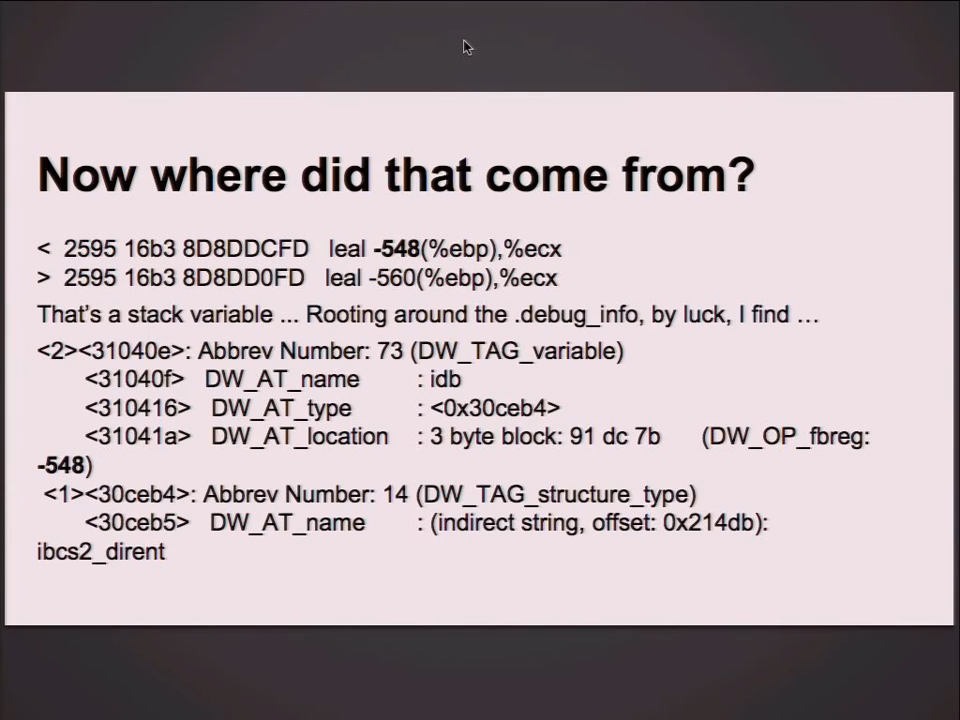 Now where did that come from?
< 2595 16b3 8D8DDCFD leal -548(%ebp),%ecx
> 2595 16b3 8D8DD0FD leal -560(%ebp),%ecx
That's a stack variable ... Rooting around the .debug_info, by luck, I find …
<2><31040e>: Abbrev Number: 73 (DW_TAG_variable)
<31040f> DW_AT_name : idb
<310416> DW_AT_type : <0x30ceb4>
<31041a> DW_AT_location : 3 byte block: 91 dc 7b (DW_OP_fbreg:
-548)
<1><30ceb4>: Abbrev Number: 14 (DW_TAG_structure_type)
<30ceb5> DW_AT_name : (indirect string, offset: 0x214db):
ibcs2_dirent